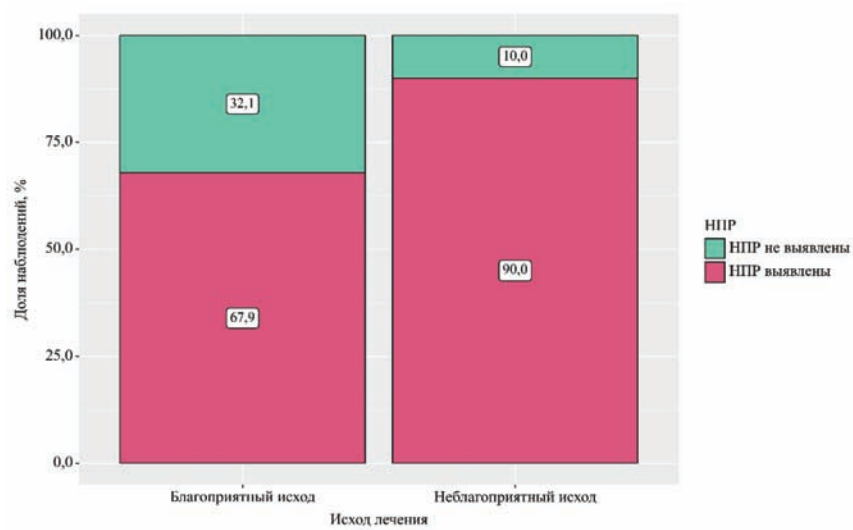 100,0
75,0
50,0
25,0
0,0
Доля наблюдений, %
32,1
67,9
10,0
90,0
Благоприятный исход
Неблагоприятный исход
Исход лечения
НПР
НПР не выявлены
НПР выявлены